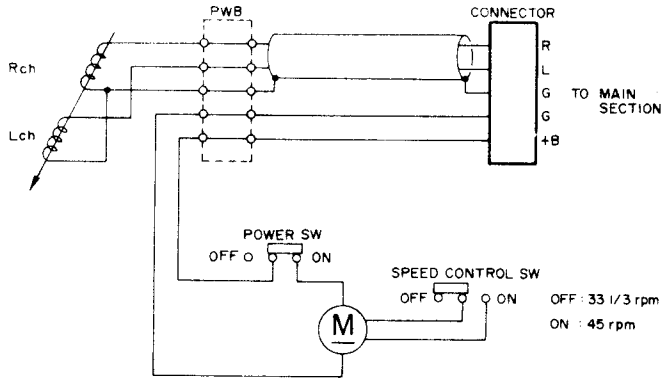 PWB
CONNECTOR
Rch
R
L
G
TO MAIN
SECTION
Lch
G
+B
POWER SW
OFF ON
SPEED CONTROL SW
OFF ON
OFF : 33 1/3 rpm
M
ON : 45 rpm